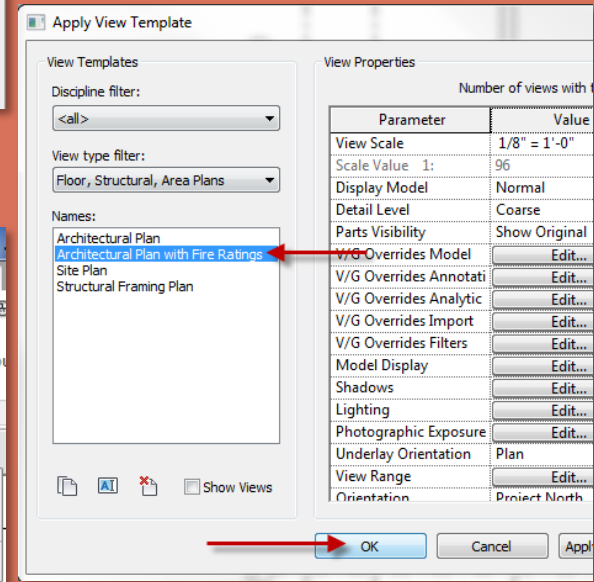 Apply View Template
View Templates
Discipline filter:
<all>
View type filter:
Floor, Structural, Area Plans
Names:
Architectural Plan
Architectural Plan with Fire Ratings
Site Plan
Structural Framing Plan
Show Views
View Properties
Number of views with t
Parameter Value
View Scale 1/8" = 1'-0"
Scale Value 1: 96
Display Model Normal
Detail Level Coarse
Parts Visibility Show Original
V/G Overrides Model Edit...
V/G Overrides Annotati Edit...
V/G Overrides Analytic Edit...
V/G Overrides Import Edit...
V/G Overrides Filters Edit...
Model Display Edit...
Shadows Edit...
Lighting Edit...
Photographic Exposure Edit...
Underlay Orientation Plan
View Range Edit...
Orientation Project North
OK Cancel Appl